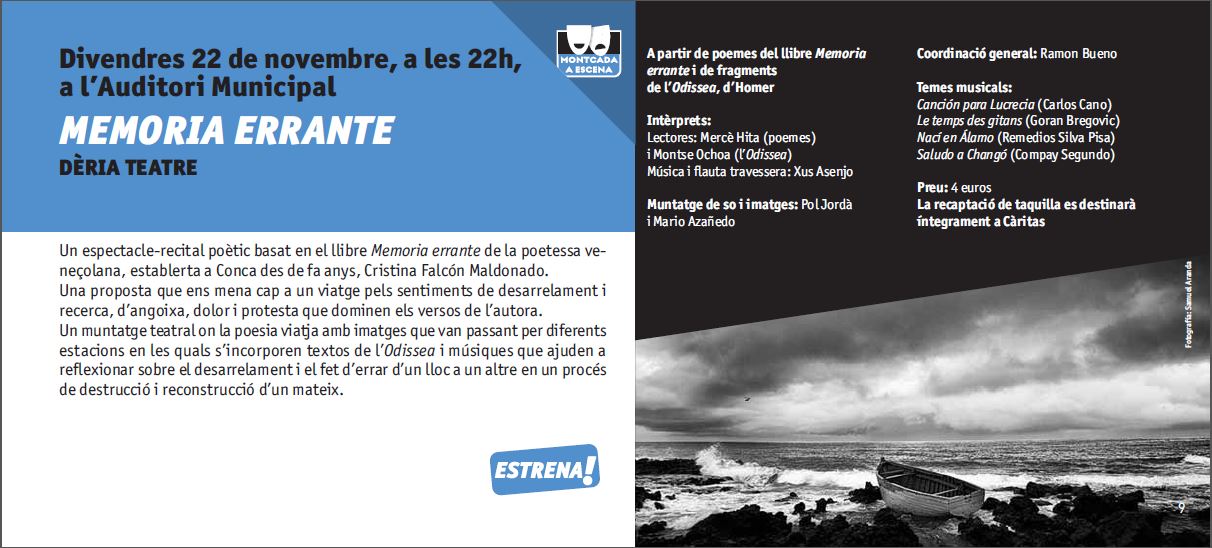 Divendres 22 de novembre, a les 22h,
a l'Auditori Municipal
MEMORIA ERRANTE
DÈRIA TEATRE
MONTCADA
A ESCENA
Un espectacle-recital poètic basat en el llibre Memoria errante de la poetessa ve-
neçolana, establerta a Conca des de fa anys, Cristina Falcón Maldonado.
Una proposta que ens mena cap a un viatge pels sentiments de desarrelament i
recerca, d'angoixa, dolor i protesta que dominen els versos de l'autora.
Un muntatge teatral on la poesia viatja amb imatges que van passant per diferents
estacions en les quals s'incorporen textos de l'Odissea i músiques que ajuden a
reflexionar sobre el desarrelament i el fet d'errar d'un lloc a un altre en un procés
de destrucció i reconstrucció d'un mateix.
ESTRENA!
A partir de poemes del llibre Memoria
errante i de fragments
de l'Odissea, d'Homer
Intèrprets:
Lectores: Mercè Hita (poemes)
i Montse Ochoa (l'Odissea)
Música i flauta travessera: Xus Asenjo
Muntatge de so i imatges: Pol Jordà
i Mario Azañedo
Coordinació general: Ramon Bueno
Temes musicals:
Canción para Lucrecia (Carlos Cano)
Le temps des gitans (Goran Bregovic)
Nací en Álamo (Remedios Silva Pisa)
Saludo a Changó (Compay Segundo)
Preu: 4 euros
La recaptació de taquilla es destinarà
íntegrament a Càritas
Fotografia: Samuel Aranda
9